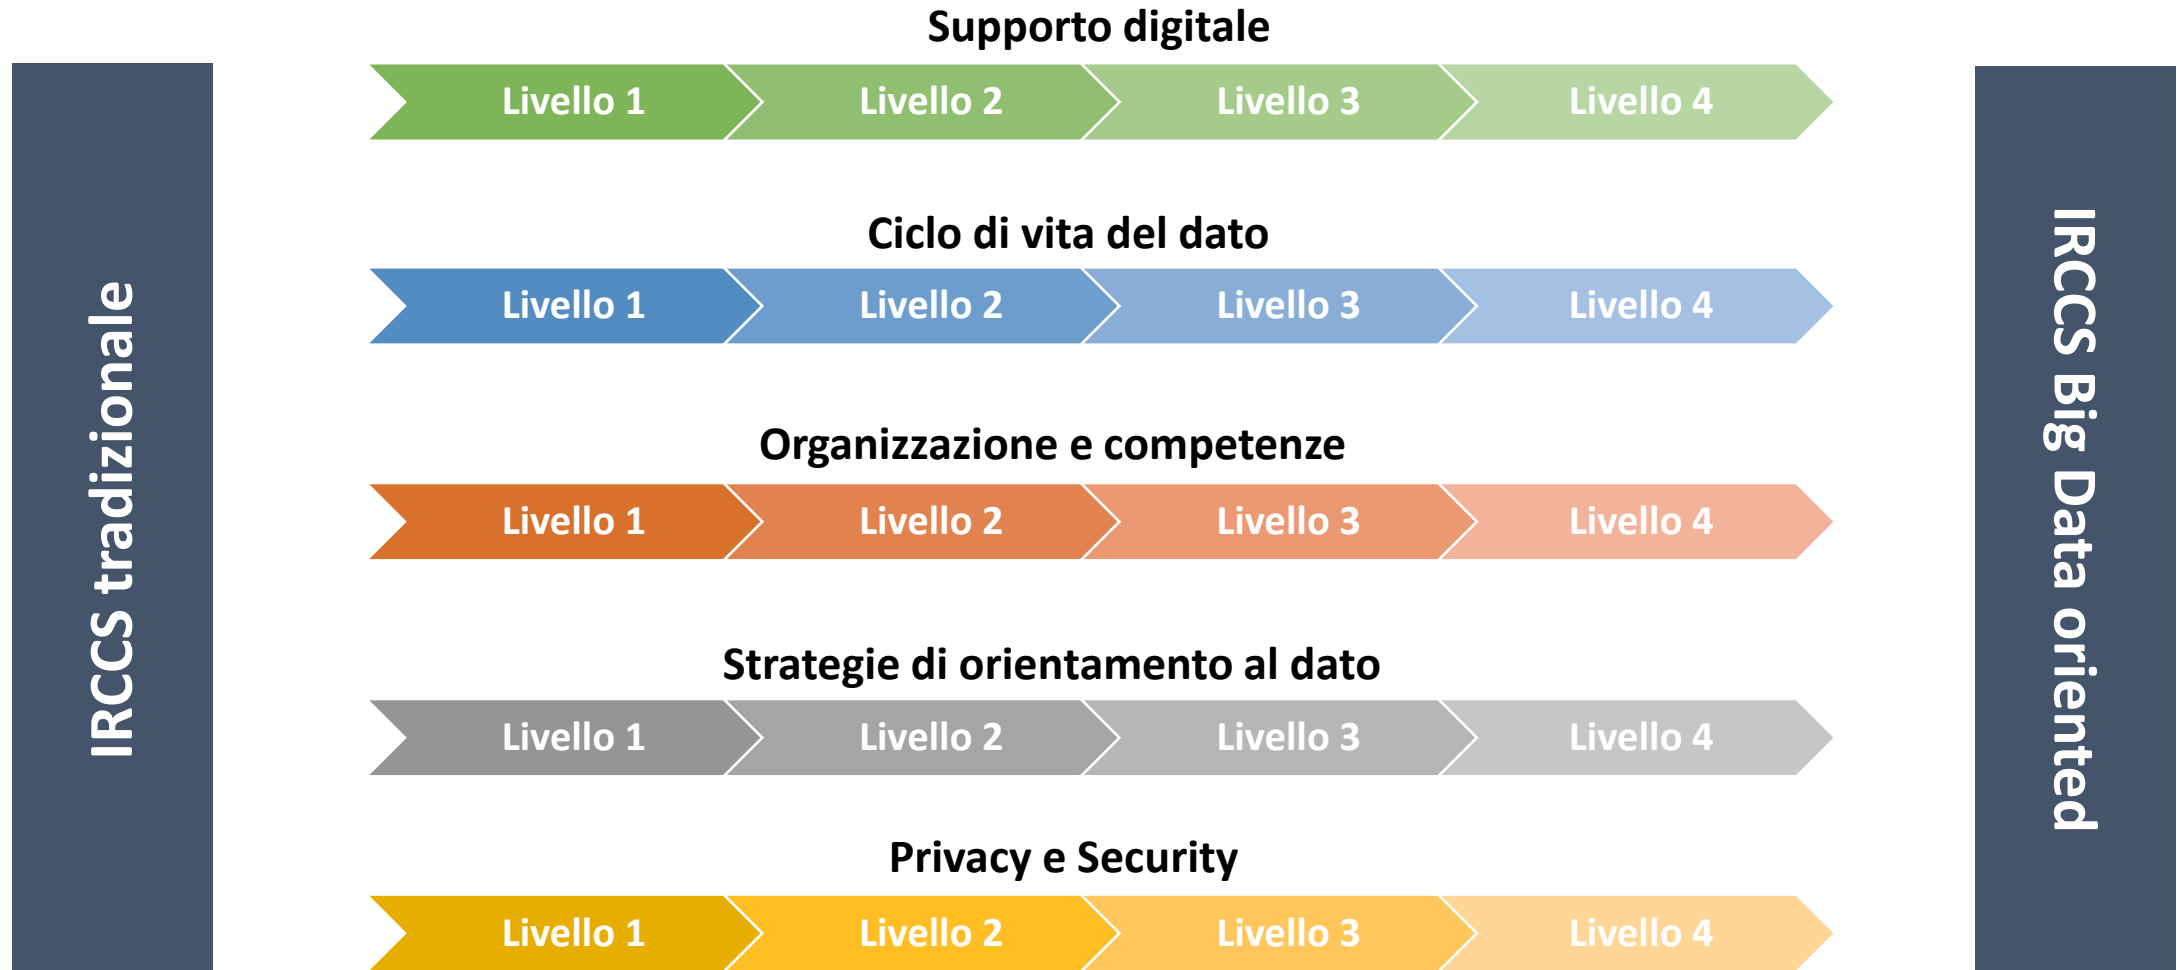 IRCCS tradizionale
Supporto digitale
Livello 1 Livello 2 Livello 3 Livello 4
Ciclo di vita del dato
Livello 1 Livello 2 Livello 3 Livello 4
Organizzazione e competenze
Livello 1 Livello 2 Livello 3 Livello 4
Strategie di orientamento al dato
Livello 1 Livello 2 Livello 3 Livello 4
Privacy e Security
Livello 1 Livello 2 Livello 3 Livello 4
IRCCS Big Data oriented